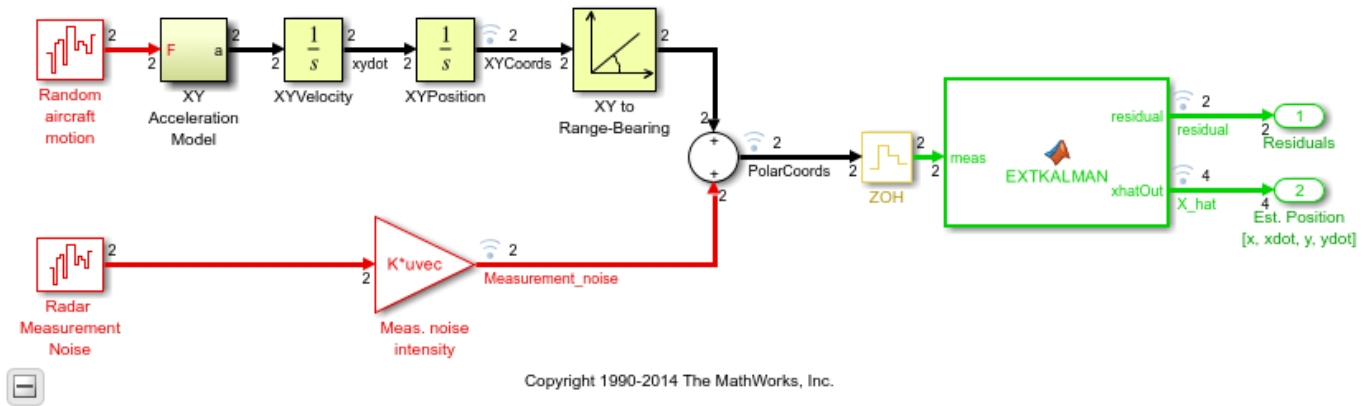 2
2
F
a
2
2
1
s
2
xydot
2
1
s
2
XYCoords
2
2
Random
aircraft
motion
XY
Acceleration
Model
XYVelocity
XYPosition
XY to
Range-Bearing
2
+
+
2
2
PolarCoords
2
2
2
ZOH
meas
EXTKALMAN
residual
xhatOut
2
residual
2
1
Residuals
4
X_hat
4
2
Est. Position
[x, xdot, y, ydot]
2
2
K*uvec
2
Measurement_noise
Radar
Measurement
Noise
Meas. noise
intensity
Copyright 1990-2014 The MathWorks, Inc.